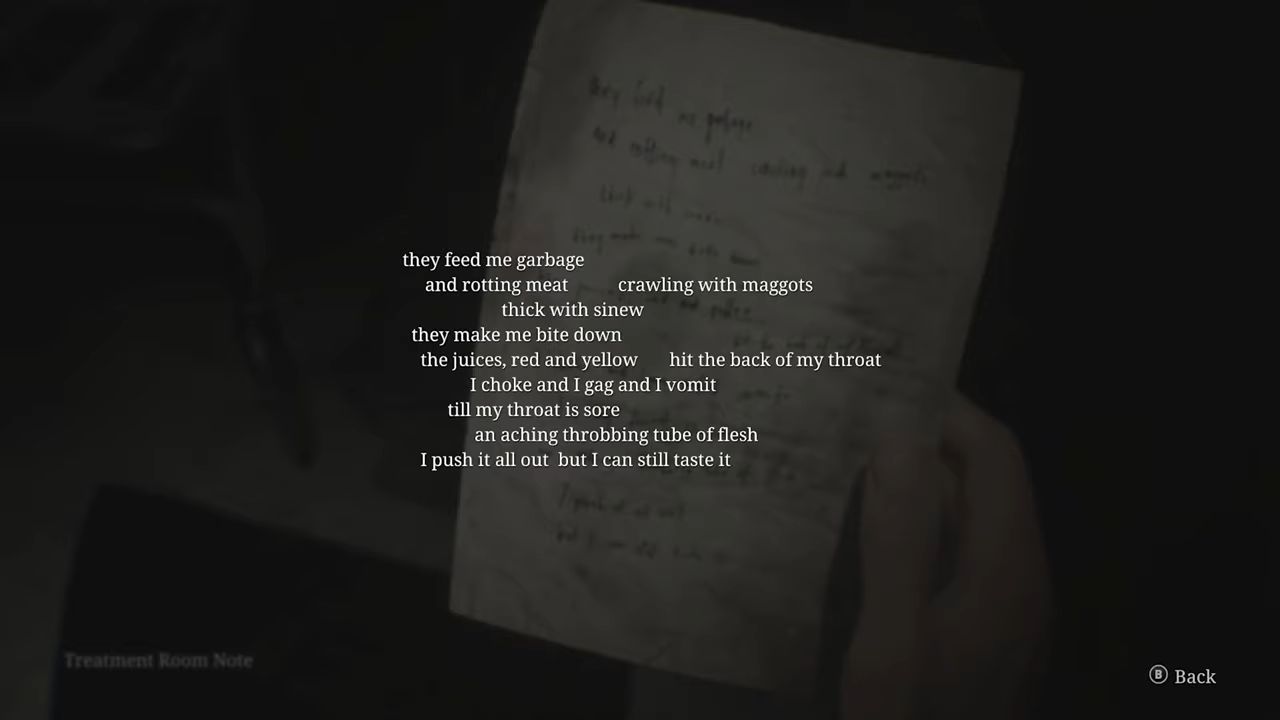 they feed me garbage
and rotting meat crawling with maggots
thick with sinew
they make me bite down
the juices, red and yellow hit the back of my throat
I choke and I gag and I vomit
till my throat is sore
an aching throbbing tube of flesh
I push it all out but I can still taste it
Treatment Room Note
B Back